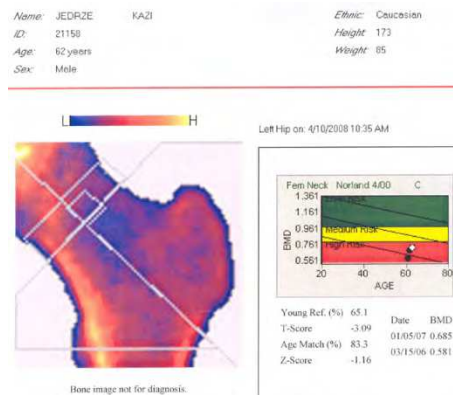 Name: JEDRZE KAZI
ID: 21158
Age: 62 years
Sex: Male
Ethnic: Caucasian
Height 173
Weight 85
L H
Left Hip on: 4/10/2008 10:35 AM
Fem Neck Norland 4/00 C
1.361
1.161
0.961
0.761
0.561
BMD
Medium Risk
High Risk
20 40 60 80
AGE
Young Ref. (%) 65.1
T-Score -3.09
Age Match (%) 83.3
Z-Score -1.16
Date BMD
01/05/07 0.685
03/15/06 0.581
Bone image not for diagnosis.